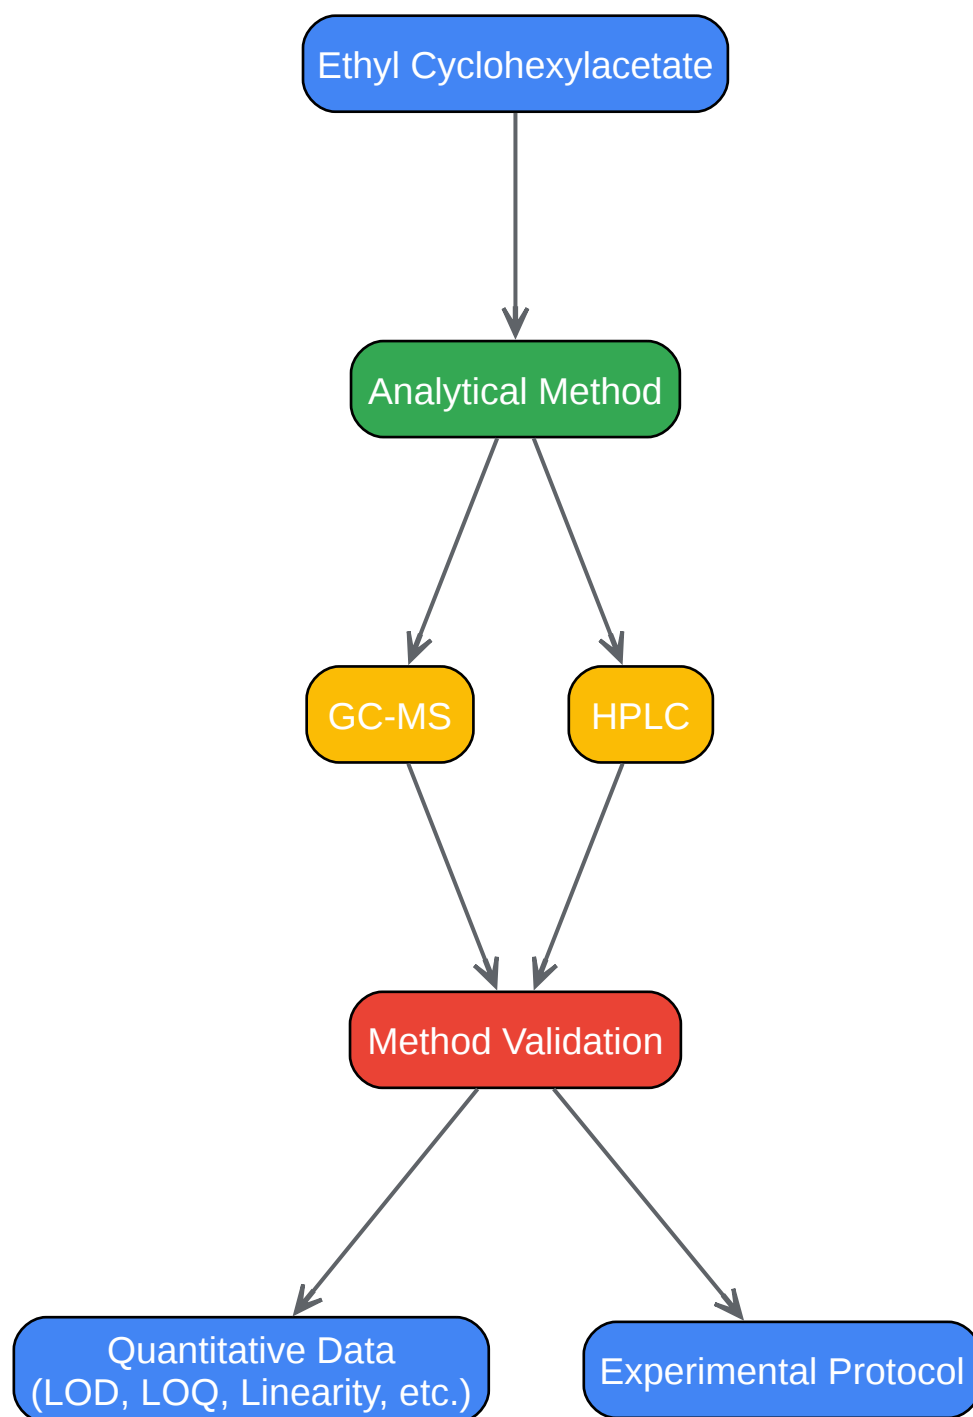 Ethyl Cyclohexylacetate
Analytical Method
GC-MS
HPLC
Method Validation
Quantitative Data
(LOD, LOQ, Linearity, etc.)
Experimental Protocol